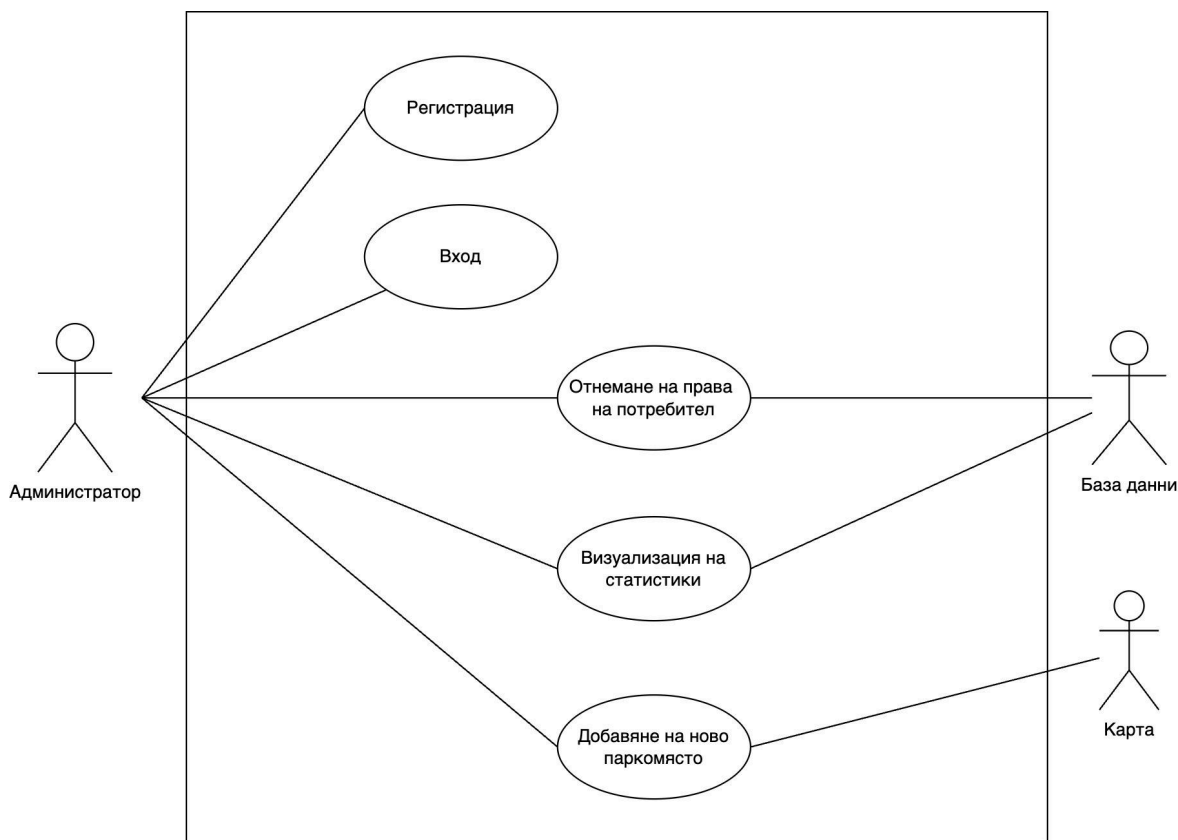 Регистрация
Вход
Отнемане на права
на потребител
Администратор
База данни
Визуализация на
статистики
Добавяне на ново
паркомясто
Карта